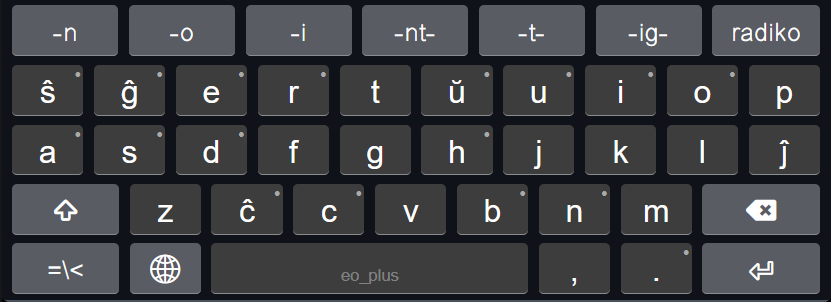 -n -o -i -nt- -t- -ig- radiko
ŝ ĝ e r t ŭ u i o p
a s d f g h j k l ĵ
z ĉ c v b n m
=\< eo_plus , .